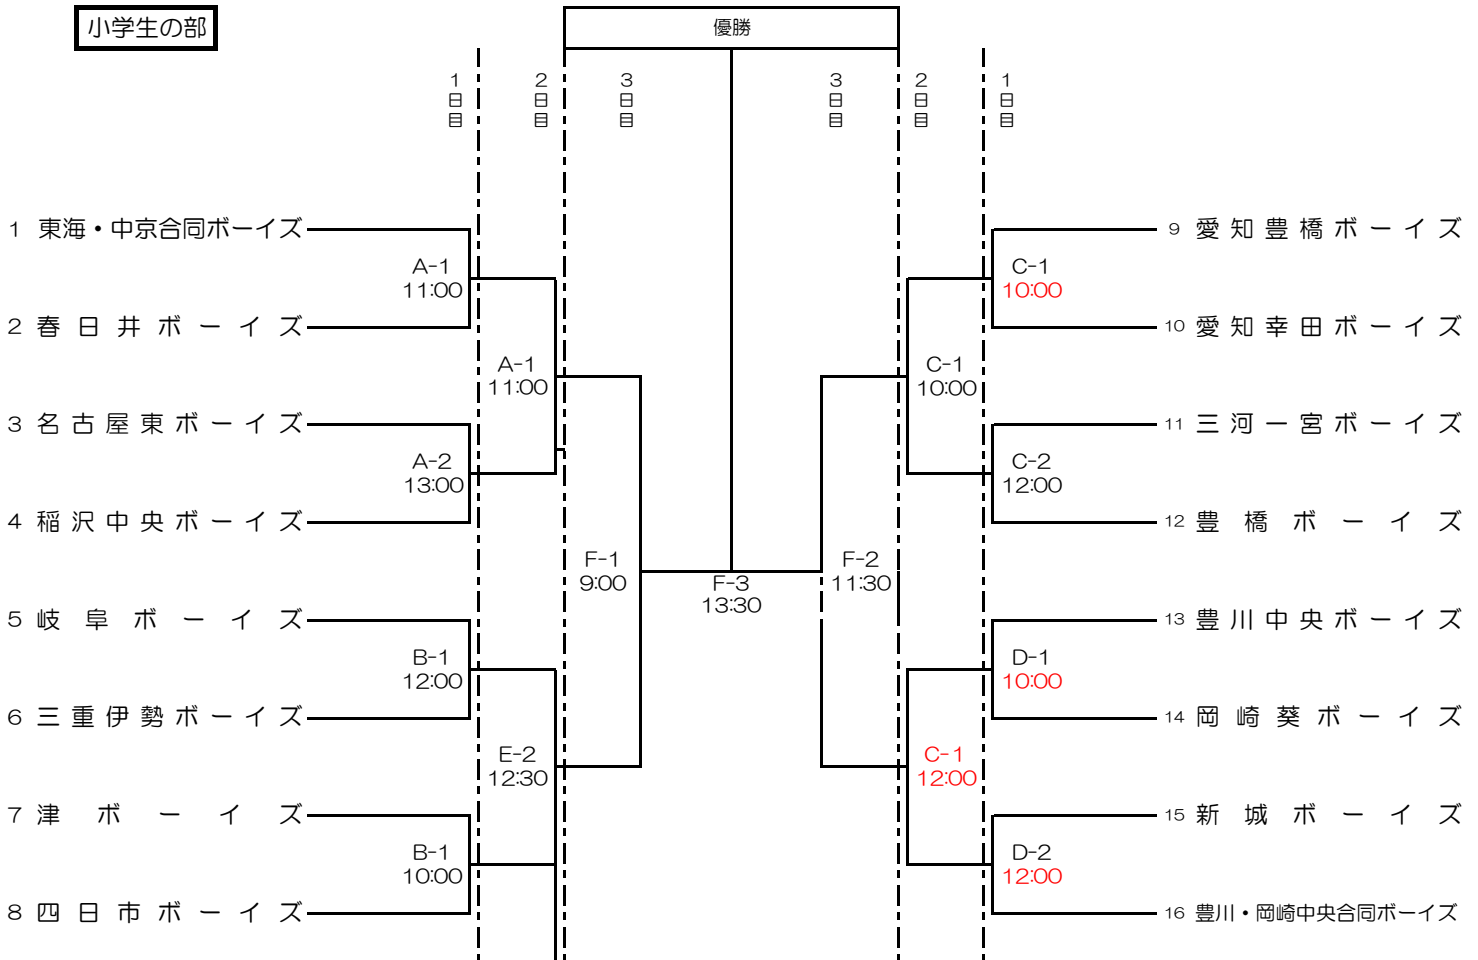 小学生の部
優勝
1日目
2日目
3日目
3日目
2日目
1日目
1 東海・中京合同ボーイズ
A-1
11:00
2 春日井ボーイズ
A-1
11:00
3 名古屋東ボーイズ
A-2
13:00
4 稲沢中央ボーイズ
F-1
9:00
5 岐阜ボーイズ
B-1
12:00
6 三重伊勢ボーイズ
E-2
12:30
7 津ボーイズ
B-1
10:00
8 四日市ボーイズ
F-3
13:30
9 愛知豊橋ボーイズ
C-1
10:00
10 愛知幸田ボーイズ
C-1
10:00
11 三河一宮ボーイズ
C-2
12:00
12 豊橋ボーイズ
F-2
11:30
13 豊川中央ボーイズ
D-1
10:00
14 岡崎葵ボーイズ
C-1
12:00
15 新城ボーイズ
D-2
12:00
16 豊川・岡崎中央合同ボーイズ